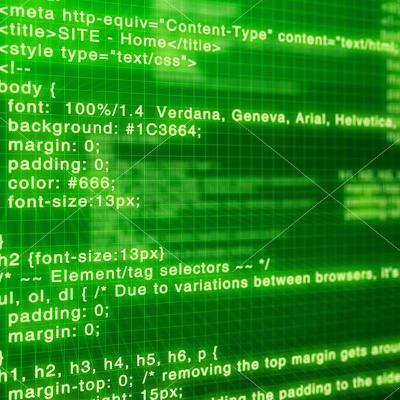 <meta http-equiv="Content-Type" content="text/html;
<title>SITE - Home</title>
<style type="text/css">
<!--
body {
font: 100%/1.4 Verdana, Geneva, Arial, Helvetica,
background: #1C3664;
margin: 0;
padding: 0;
color: #666;
font-size:13px;
}
h2 {font-size:13px}
/* ~~ Element/tag selectors ~~ */
ul, ol, dl { /* Due to variations between browsers, it's
padding: 0;
margin: 0;
}
h1, h2, h3, h4, h5, h6, p {
margin-top: 0; /* removing the top margin gets
15px; the padding to the